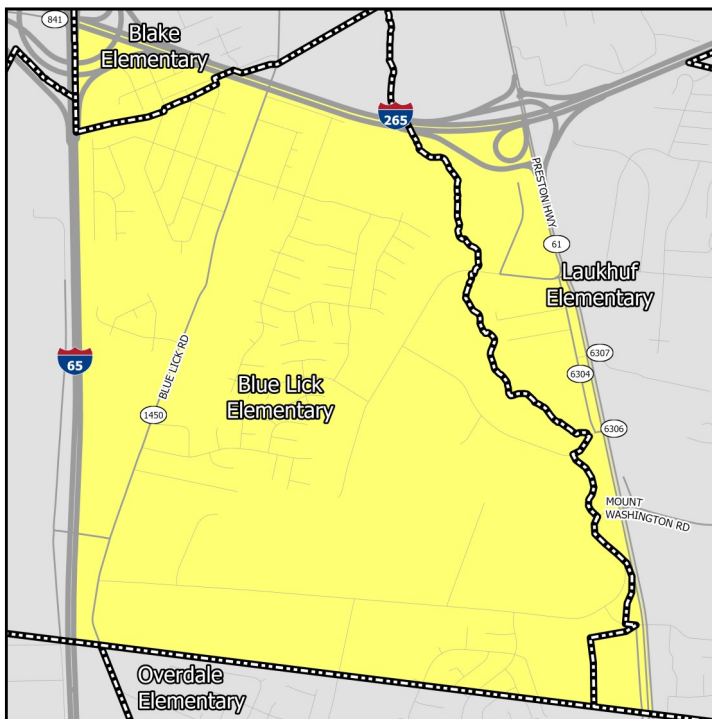 841
Blake
Elementary
265
PRESTON HWY
61
Laukhuf
Elementary
65
BLUE LICK RD
6307
6304
Blue Lick
Elementary
1450
6306
MOUNT
WASHINGTON RD
Overdale
Elementary